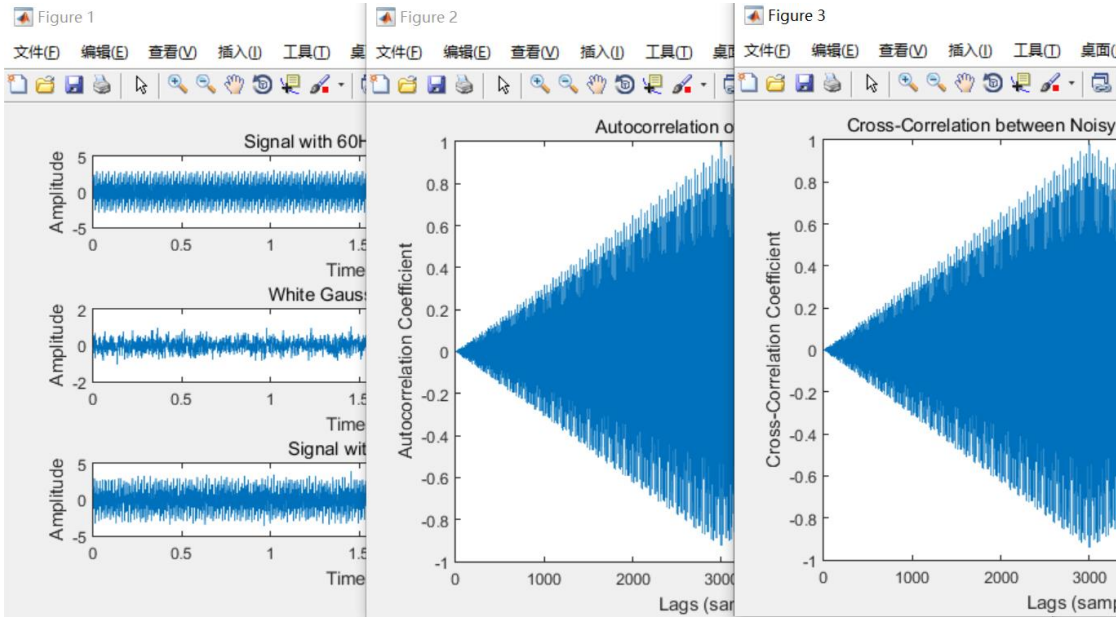 Figure 1
文件(F) 编辑(E) 查看(V) 插入(I) 工具(T) 桌
Signal with 60H
Amplitude
5
0
-5
0 0.5 1 1.5
Time
White Gauss
Amplitude
2
0
-2
0 0.5 1 1.5
Time
Signal wit
Amplitude
5
0
-5
0 0.5 1 1.5
Time
Figure 2
文件(F) 编辑(E) 查看(V) 插入(I) 工具(T) 桌面
Autocorrelation o
Autocorrelation Coefficient
1
0.8
0.6
0.4
0.2
0
-0.2
-0.4
-0.6
-0.8
-1
0 1000 2000 3000
Lags (sar
Figure 3
文件(F) 编辑(E) 查看(V) 插入(I) 工具(T) 桌面(
Cross-Correlation between Noisy
Cross-Correlation Coefficient
1
0.8
0.6
0.4
0.2
0
-0.2
-0.4
-0.6
-0.8
-1
0 1000 2000 3000
Lags (samp